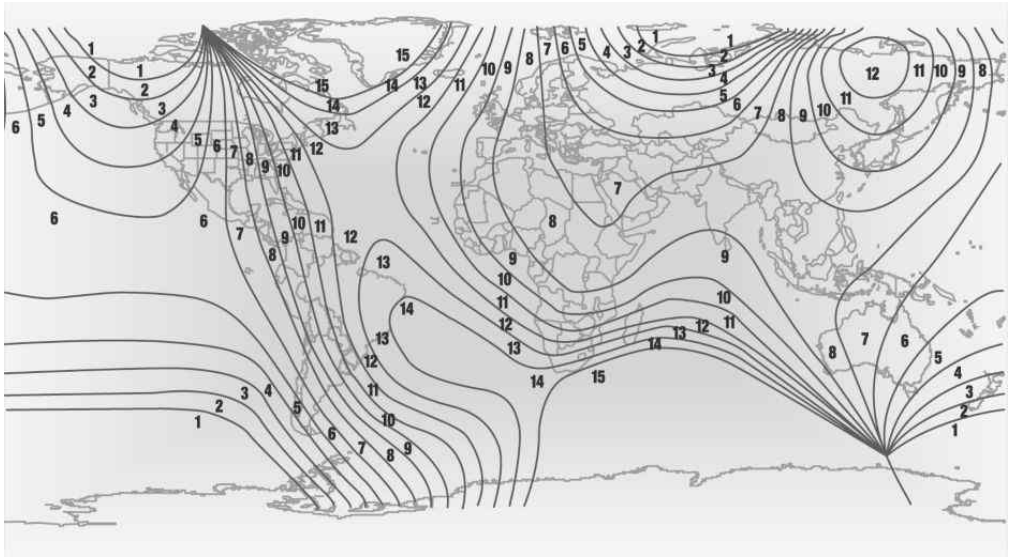 1 5 7 6 2 1 1
15 8 4 3 2
2 1 10 9 3 12 11 10 9 8
2 15 14 13 11 4 5
3 4 3 14 12 6 7 11 10
6 5 4 13 8 9
5 6 7 8 11 12
9 10
7
6 6 8
7 10 11 12
9 8 13 9 9
10 10
14 11
12 12 11
13 13 14 13 8 7 6
12 5
14 15 4
3 4 11 3
2 5 2
1 10 1
6 7 8 9